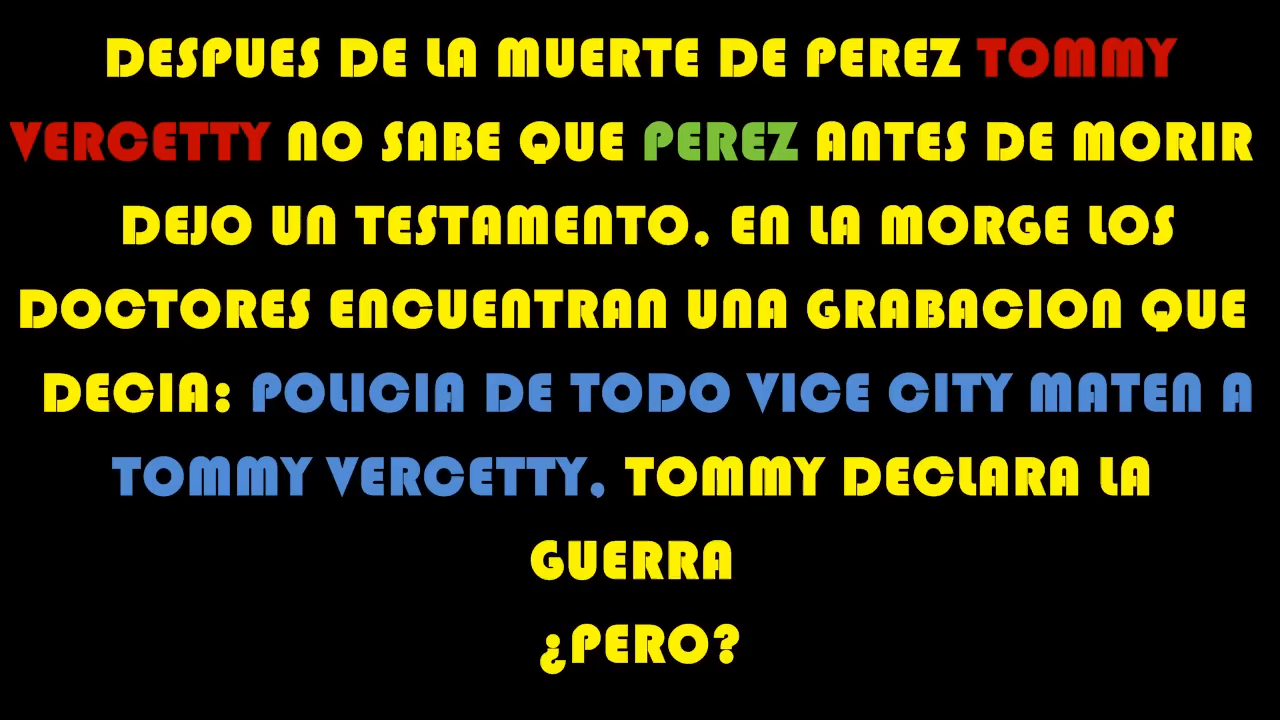 DESPUES DE LA MUERTE DE PEREZ TOMMY
VERCETTY NO SABE QUE PEREZ ANTES DE MORIR
DEJO UN TESTAMENTO, EN LA MORGE LOS
DOCTORES ENCUENTRAN UNA GRABACION QUE
DECIA: POLICIA DE TODO VICE CITY MATEN A
TOMMY VERCETTY, TOMMY DECLARA LA
GUERRA
¿PERO?